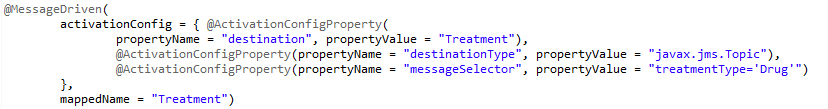 @MessageDriven(
activationConfig = { @ActivationConfigProperty(
propertyName = "destination", propertyValue = "Treatment"),
@ActivationConfigProperty(propertyName = "destinationType", propertyValue = "javax.jms.Topic"),
@ActivationConfigProperty(propertyName = "messageSelector", propertyValue = "treatmentType='Drug'")
},
mappedName = "Treatment")